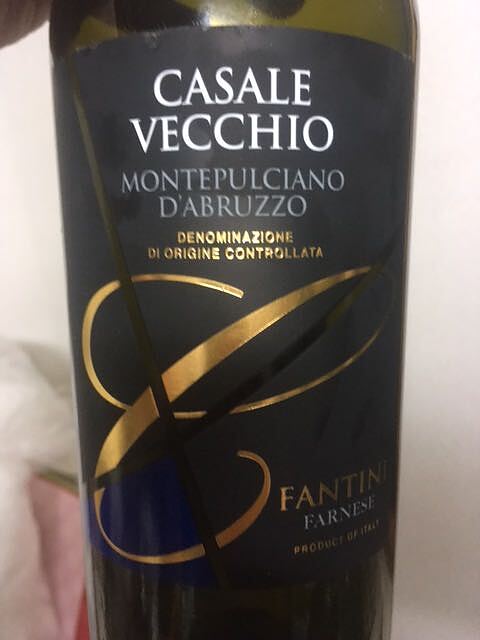 CASALE
VECCHIO
MONTEPULCIANO
D'ABRUZZO
DENOMINAZIONE
DI ORIGINE CONTROLLATA
FANTINI
FARNESE
PRODUCT OF ITALY